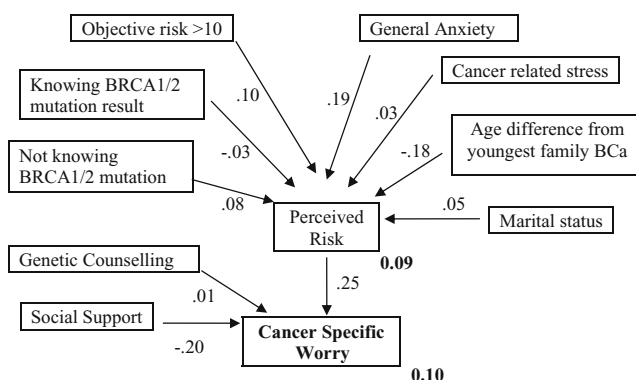 Objective risk >10
General Anxiety
Knowing BRCA1/2
mutation result
Cancer related stress
.10
.19
.03
Not knowing
BRCA1/2 mutation
-.03
Age difference from
youngest family BCa
-.18
.08
Perceived
Risk
.05
Marital status
0.09
Genetic Counselling
.25
.01
Social Support
-.20
Cancer Specific
Worry
0.10